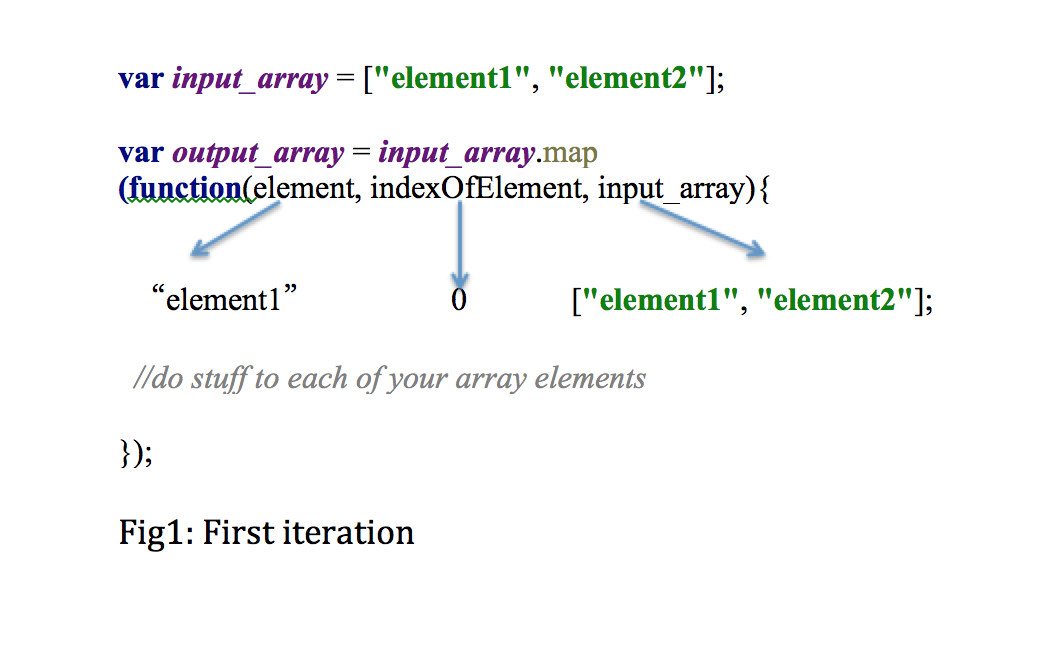 var input_array = ["element1", "element2"];
var output_array = input_array.map
(function(element, indexOfElement, input_array){
“element1” 0 ["element1", "element2"];
//do stuff to each of your array elements
});
Fig1: First iteration